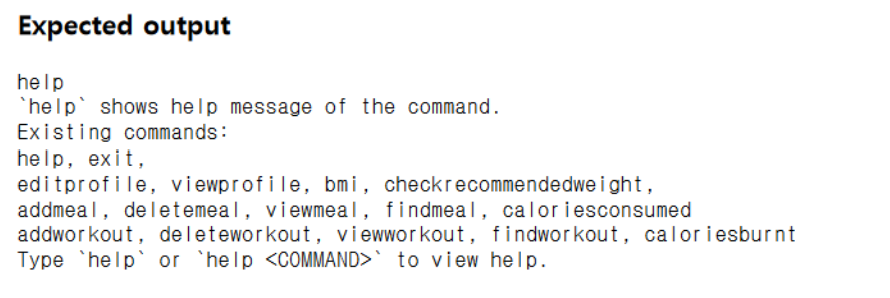 Expected output
help
`help` shows help message of the command.
Existing commands:
help, exit,
editprofile, viewprofile, bmi, checkrecommendedweight,
addmeal, deletemeal, viewmeal, findmeal, caloriesconsumed
addworkout, deleteworkout, viewworkout, findworkout, caloriesburnt
Type `help` or `help <COMMAND>` to view help.